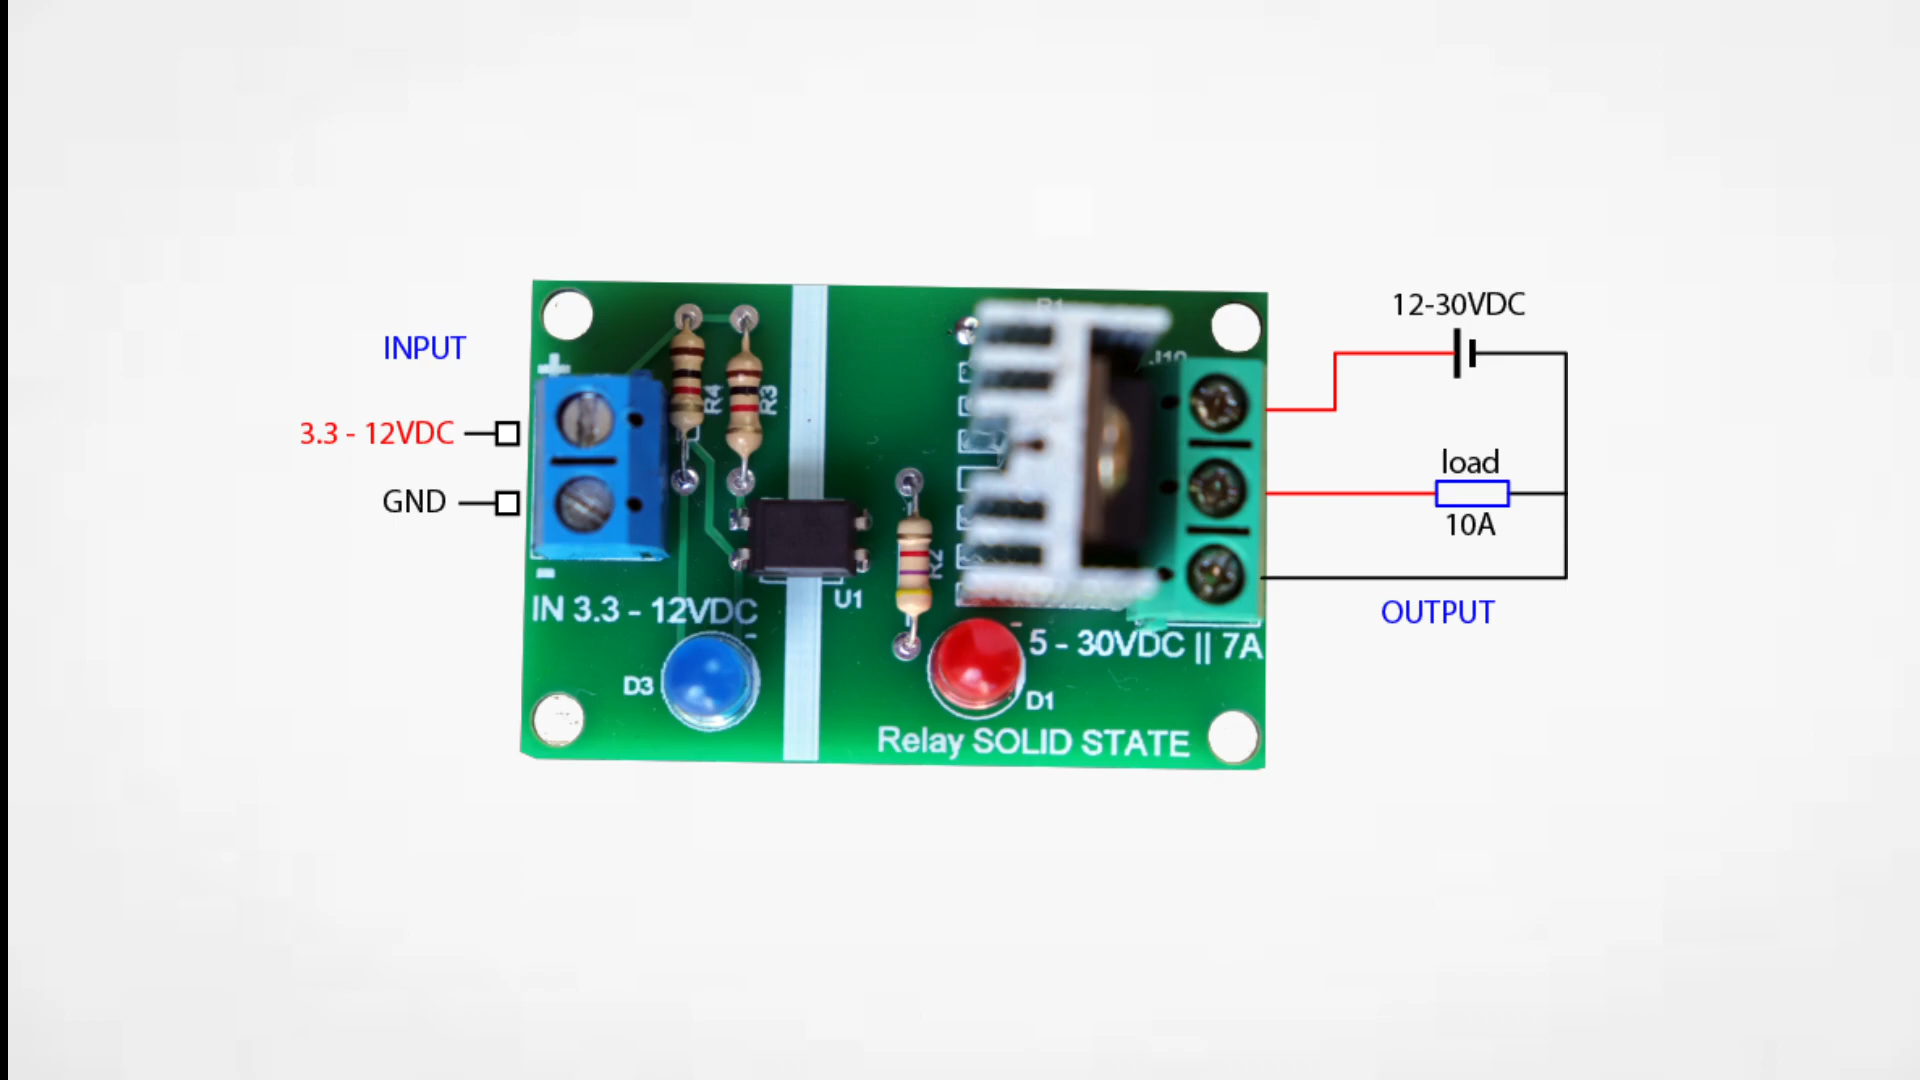 INPUT
3.3 - 12VDC
GND
+
-
IN 3.3 - 12VDC
R4
R3
U1
D3
-
R2
J10
-
5 - 30VDC || 7A
D1
Relay SOLID STATE
12-30VDC
load
10A
OUTPUT